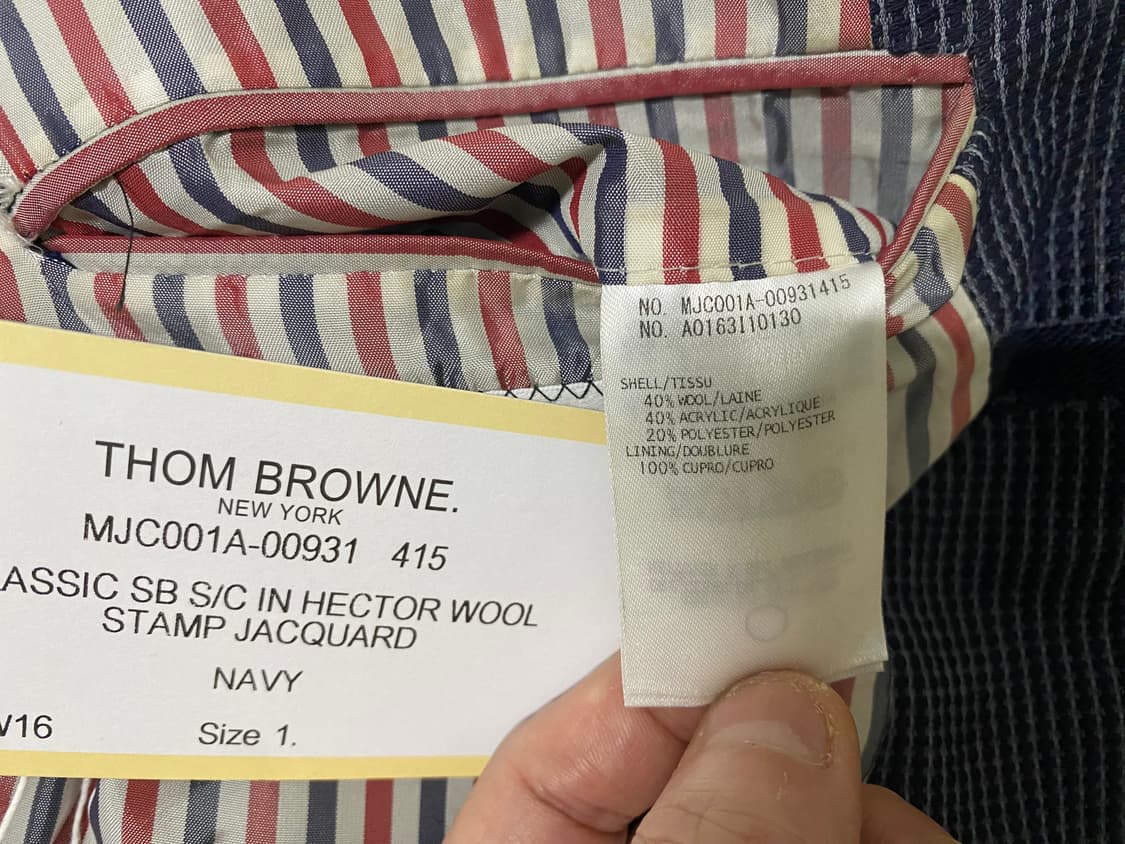 NO. MJC001A-00931415
NO. A0163110130
SHELL/TISSU
40% WOOL/LAINE
40% ACRYLIC/ACRYLIQUE
20% POLYESTER/POLYESTER
LINING/DOUBLURE
100% CUPRO/CUPRO
THOM BROWNE.
NEW YORK
MJC001A-00931 415
ASSIC SB S/C IN HECTOR WOOL
STAMP JACQUARD
NAVY
16
Size 1.